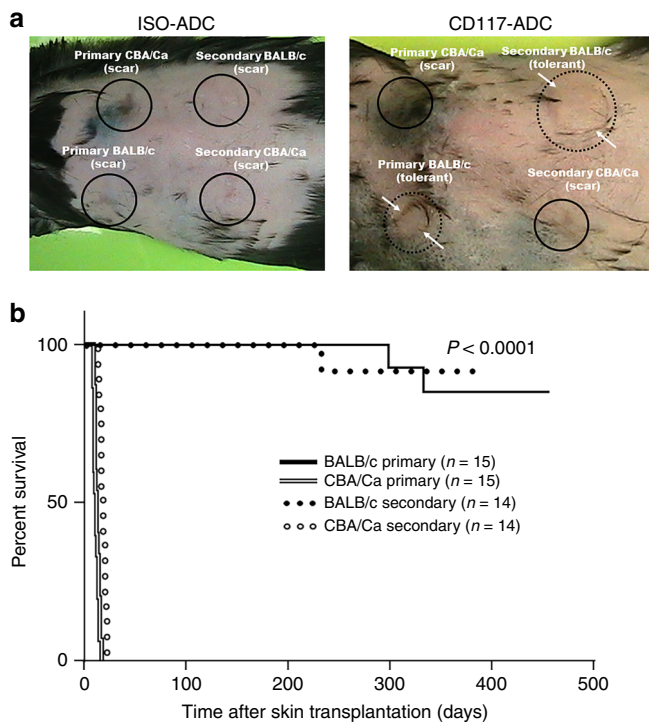 a
ISO-ADC
CD117-ADC
Primary CBA/Ca
(scar)
Secondary BALB/c
(scar)
Primary BALB/c
(scar)
Secondary CBA/Ca
(scar)
Primary CBA/Ca
(scar)
Secondary BALB/c
(tolerant)
Primary BALB/c
(tolerant)
Secondary CBA/Ca
(scar)
b
Percent survival
100
50
0
P < 0.0001
BALB/c primary (n = 15)
CBA/Ca primary (n = 15)
BALB/c secondary (n = 14)
CBA/Ca secondary (n = 14)
0 100 200 300 400 500
Time after skin transplantation (days)